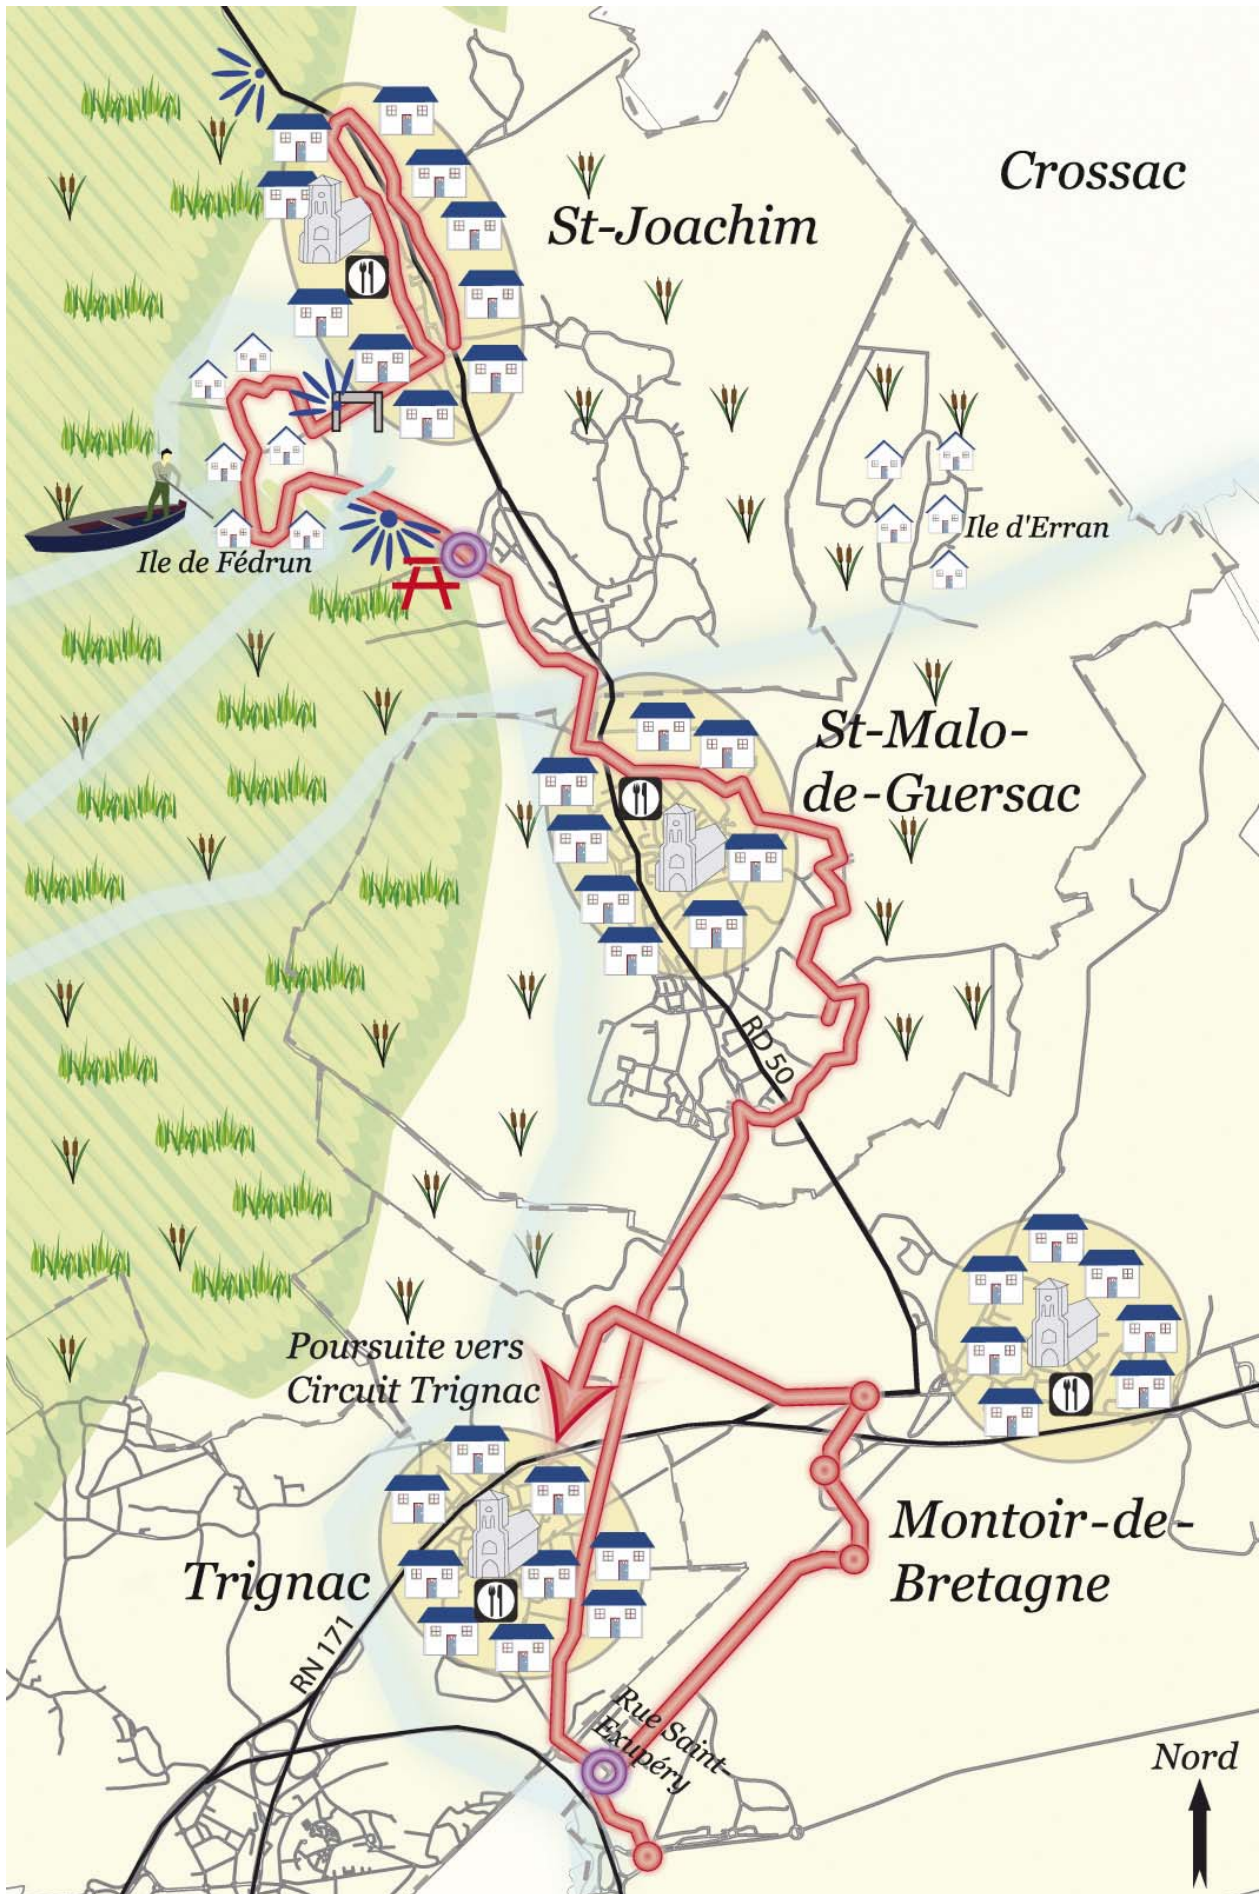 Crossac
St-Joachim
Ile d'Erran
Ile de Fédrun
St-Malo-
de-Guersac
RD 50
Poursuite vers
Circuit Trignac
Montoir-de-
Bretagne
Trignac
RN 171
Rue Saint-
Exupéry
Nord